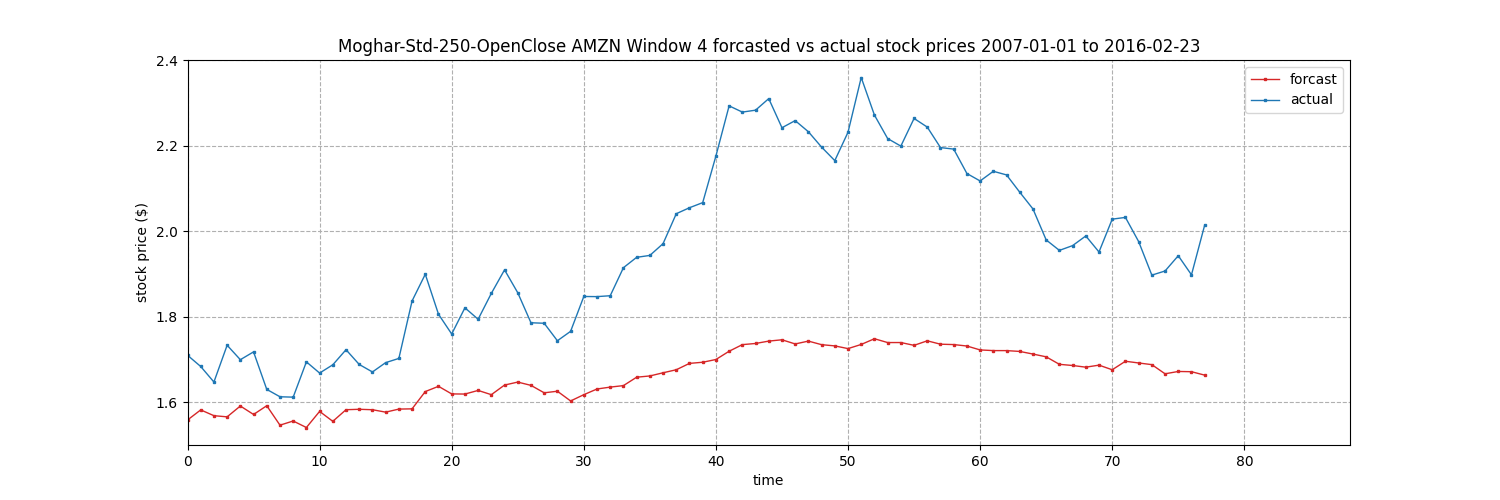 Moghar-Std-250-OpenClose AMZN Window 4 forcasted vs actual stock prices 2007-01-01 to 2016-02-23
forcast
actual
stock price ($)
2.4
2.2
2.0
1.8
1.6
0 10 20 30 40 50 60 70 80
time